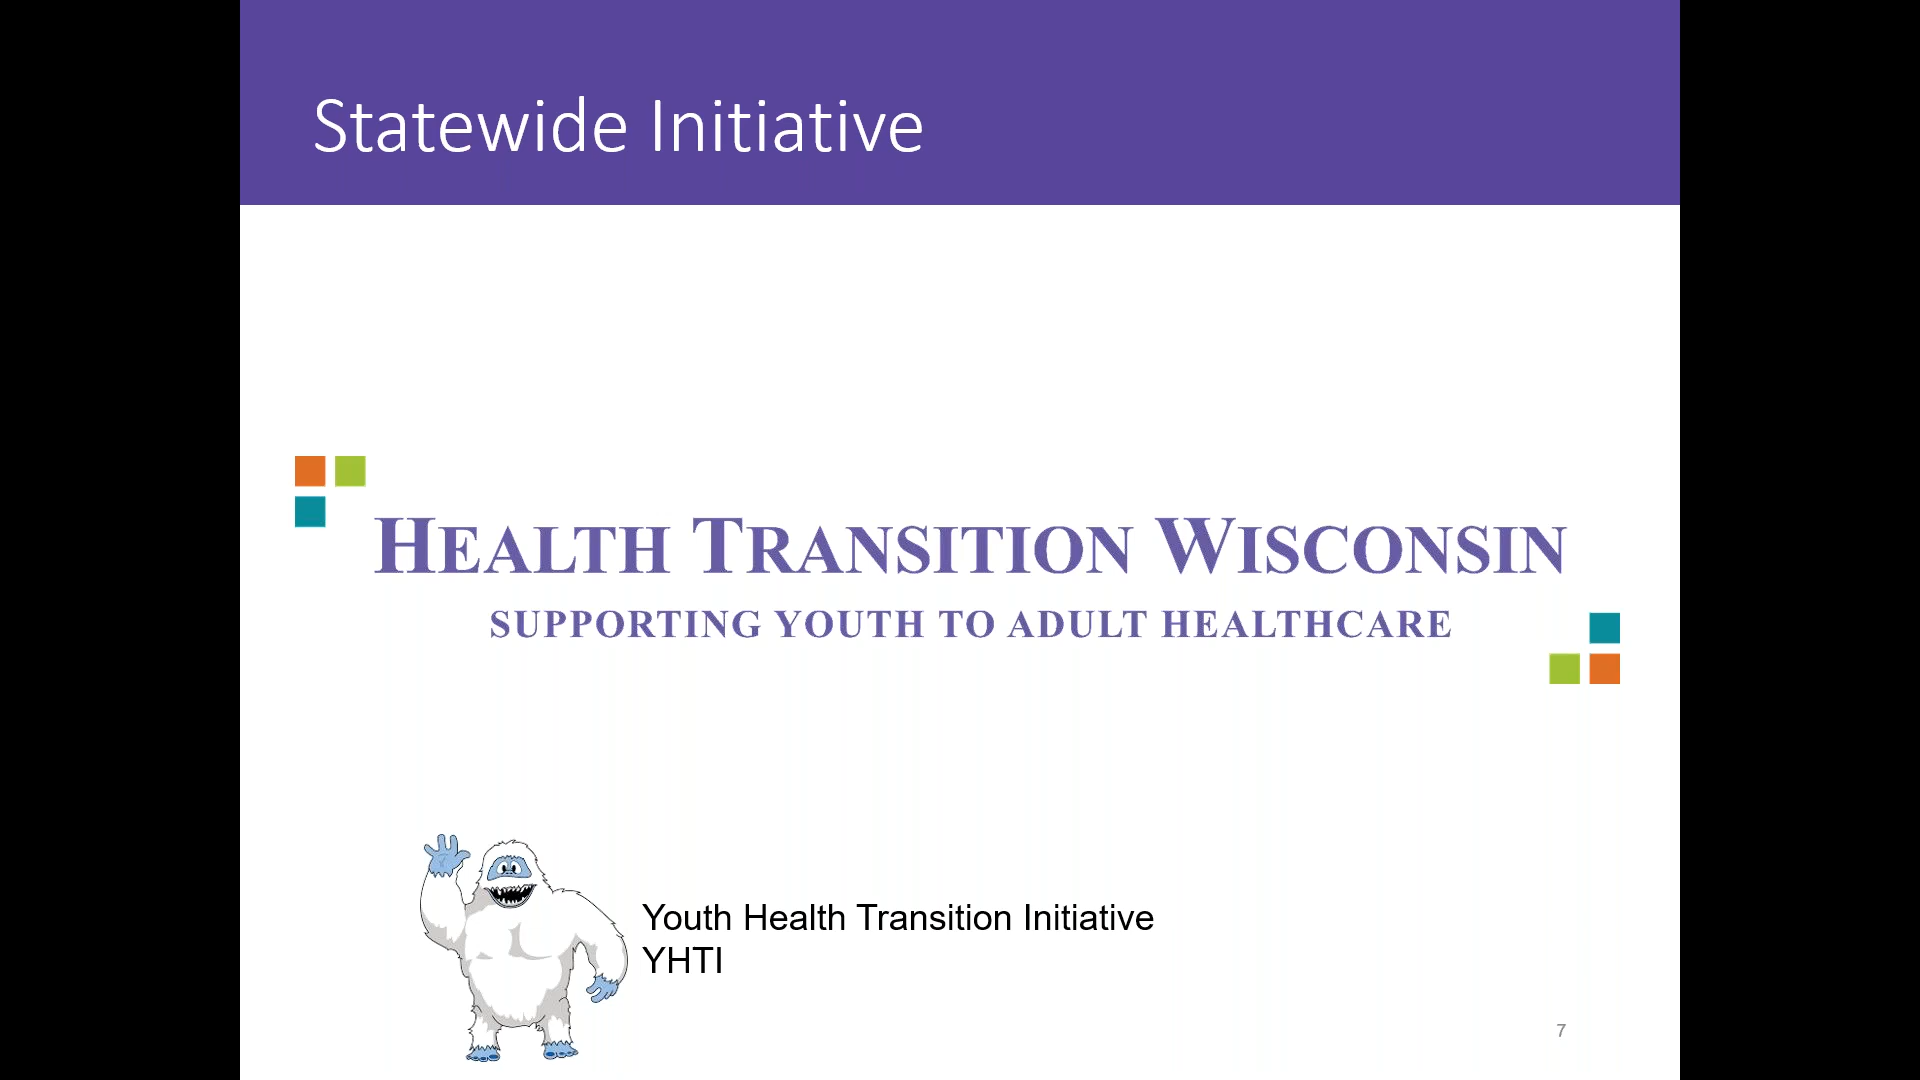 Statewide Initiative
HEALTH TRANSITION WISCONSIN
SUPPORTING YOUTH TO ADULT HEALTHCARE
Youth Health Transition Initiative
YHTI
7